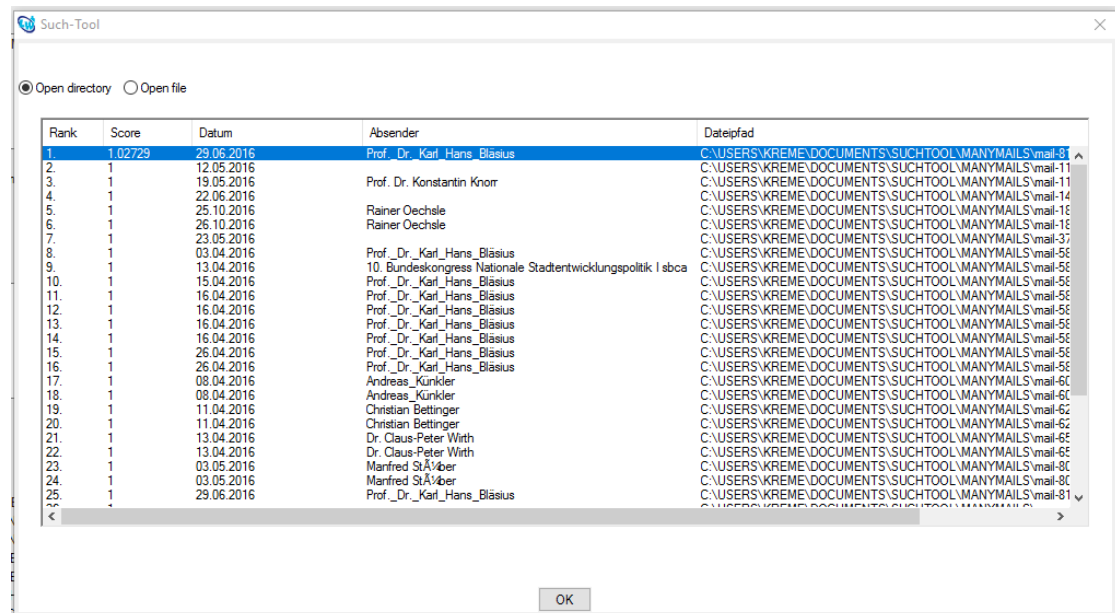 Such-Tool
Open directory Open file
Rank Score Datum Absender Dateipfad
1. 1.02729 29.06.2016 Prof._Dr._Karl_Hans_Bläsius C:\USERS\KREME\DOCUMENTS\SUCHTOOL\MANYMAILS\mail-81
2. 1 12.05.2016 C:\USERS\KREME\DOCUMENTS\SUCHTOOL\MANYMAILS\mail-11
3. 1 19.05.2016 Prof. Dr. Konstantin Knorr C:\USERS\KREME\DOCUMENTS\SUCHTOOL\MANYMAILS\mail-11
4. 1 22.06.2016 C:\USERS\KREME\DOCUMENTS\SUCHTOOL\MANYMAILS\mail-14
5. 1 25.10.2016 Rainer Oechsle C:\USERS\KREME\DOCUMENTS\SUCHTOOL\MANYMAILS\mail-18
6. 1 26.10.2016 Rainer Oechsle C:\USERS\KREME\DOCUMENTS\SUCHTOOL\MANYMAILS\mail-18
7. 1 23.05.2016 C:\USERS\KREME\DOCUMENTS\SUCHTOOL\MANYMAILS\mail-37
8. 1 03.04.2016 Prof._Dr._Karl_Hans_Bläsius C:\USERS\KREME\DOCUMENTS\SUCHTOOL\MANYMAILS\mail-58
9. 1 13.04.2016 10. Bundeskongress Nationale Stadtentwicklungspolitik I sbca C:\USERS\KREME\DOCUMENTS\SUCHTOOL\MANYMAILS\mail-58
10. 1 15.04.2016 Prof._Dr._Karl_Hans_Bläsius C:\USERS\KREME\DOCUMENTS\SUCHTOOL\MANYMAILS\mail-58
11. 1 16.04.2016 Prof._Dr._Karl_Hans_Bläsius C:\USERS\KREME\DOCUMENTS\SUCHTOOL\MANYMAILS\mail-58
12. 1 16.04.2016 Prof._Dr._Karl_Hans_Bläsius C:\USERS\KREME\DOCUMENTS\SUCHTOOL\MANYMAILS\mail-58
13. 1 16.04.2016 Prof._Dr._Karl_Hans_Bläsius C:\USERS\KREME\DOCUMENTS\SUCHTOOL\MANYMAILS\mail-58
14. 1 16.04.2016 Prof._Dr._Karl_Hans_Bläsius C:\USERS\KREME\DOCUMENTS\SUCHTOOL\MANYMAILS\mail-58
15. 1 26.04.2016 Prof._Dr._Karl_Hans_Bläsius C:\USERS\KREME\DOCUMENTS\SUCHTOOL\MANYMAILS\mail-58
16. 1 26.04.2016 Prof._Dr._Karl_Hans_Bläsius C:\USERS\KREME\DOCUMENTS\SUCHTOOL\MANYMAILS\mail-58
17. 1 08.04.2016 Andreas_Künkler C:\USERS\KREME\DOCUMENTS\SUCHTOOL\MANYMAILS\mail-60
18. 1 08.04.2016 Andreas_Künkler C:\USERS\KREME\DOCUMENTS\SUCHTOOL\MANYMAILS\mail-60
19. 1 11.04.2016 Christian Bettinger C:\USERS\KREME\DOCUMENTS\SUCHTOOL\MANYMAILS\mail-62
20. 1 11.04.2016 Christian Bettinger C:\USERS\KREME\DOCUMENTS\SUCHTOOL\MANYMAILS\mail-62
21. 1 13.04.2016 Dr. Claus-Peter Wirth C:\USERS\KREME\DOCUMENTS\SUCHTOOL\MANYMAILS\mail-65
22. 1 13.04.2016 Dr. Claus-Peter Wirth C:\USERS\KREME\DOCUMENTS\SUCHTOOL\MANYMAILS\mail-65
23. 1 03.05.2016 Manfred StÃ¼ber C:\USERS\KREME\DOCUMENTS\SUCHTOOL\MANYMAILS\mail-80
24. 1 03.05.2016 Manfred StÃ¼ber C:\USERS\KREME\DOCUMENTS\SUCHTOOL\MANYMAILS\mail-80
25. 1 29.06.2016 Prof._Dr._Karl_Hans_Bläsius C:\USERS\KREME\DOCUMENTS\SUCHTOOL\MANYMAILS\mail-81
OK